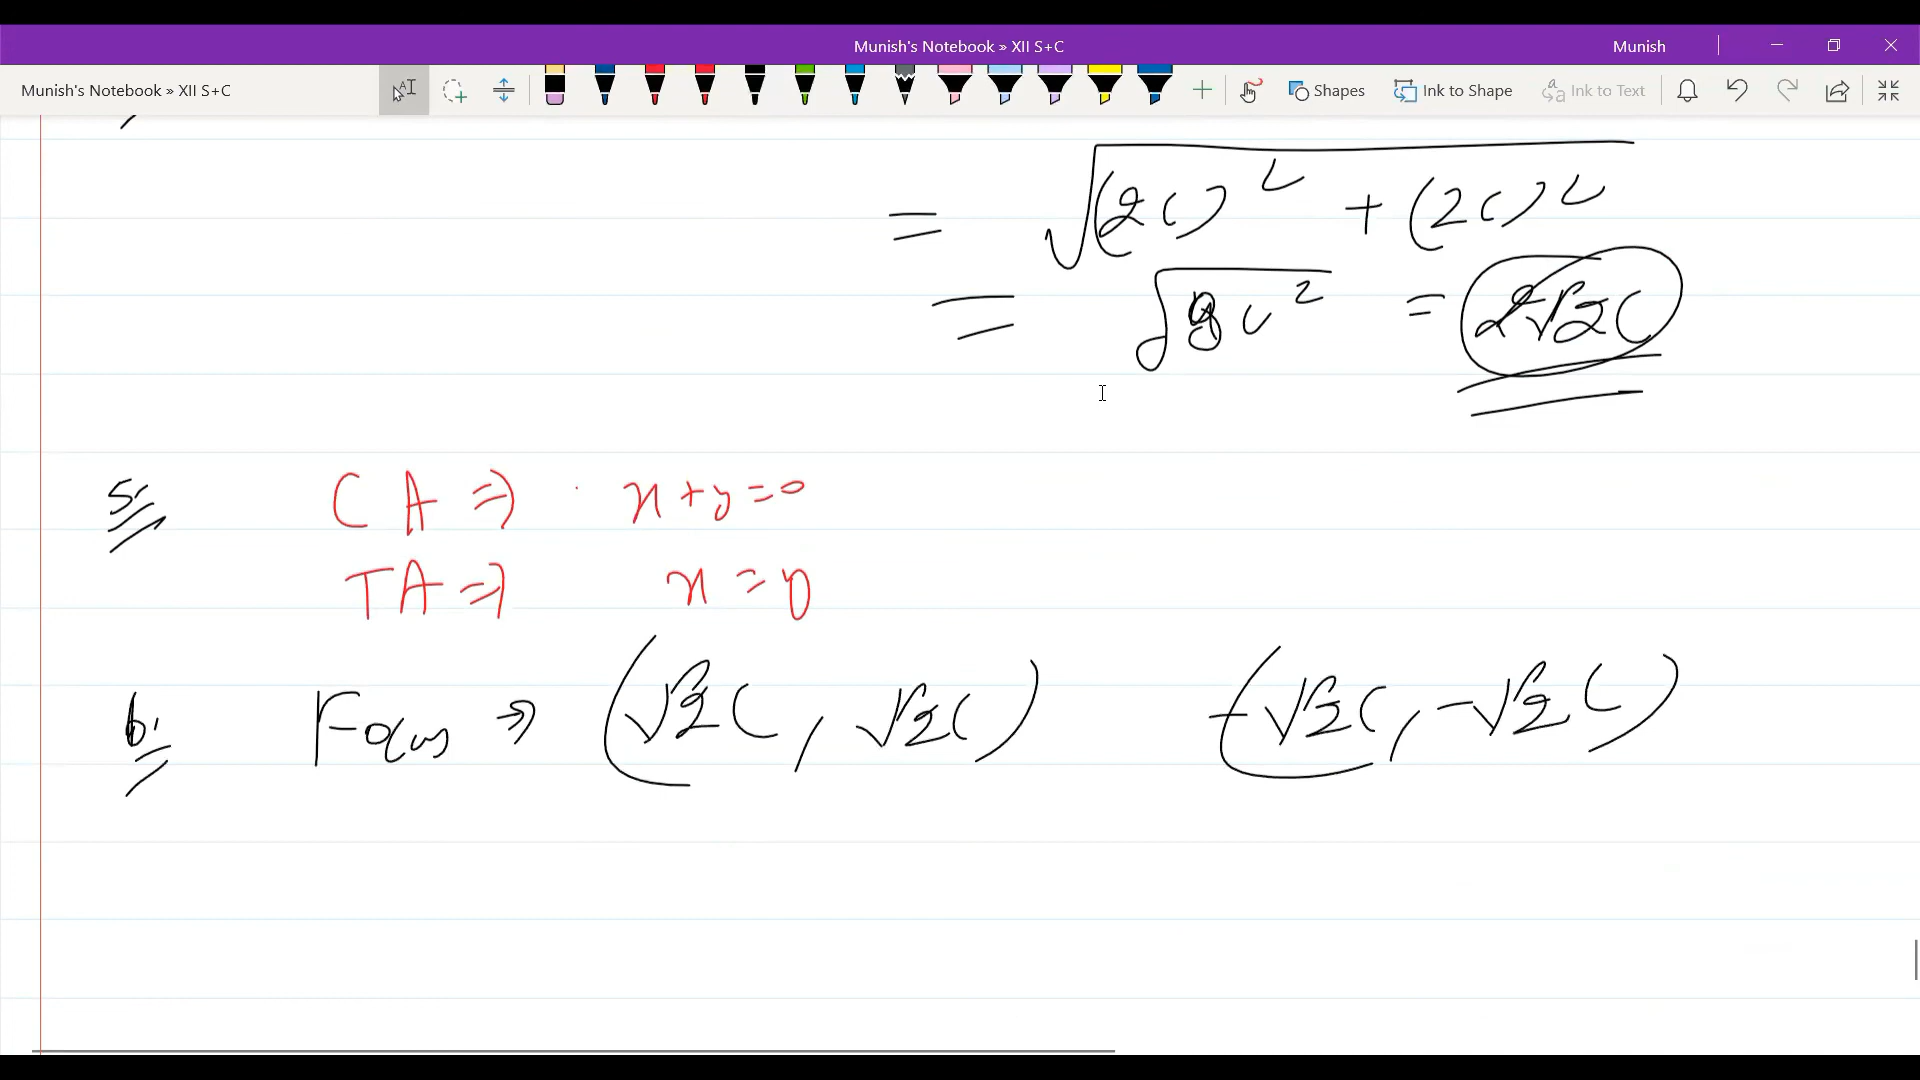 Munish's Notebook » XII S+C
Munish
Munish's Notebook » XII S+C
Shapes
Ink to Shape
Ink to Text
= √(2c)² + (2c)²
= √8c² = 2√2c
5. CA ⇒ x+y=0
TA ⇒ x=y
6. Focus → (√2c, √2c) (-√2c, -√2c)